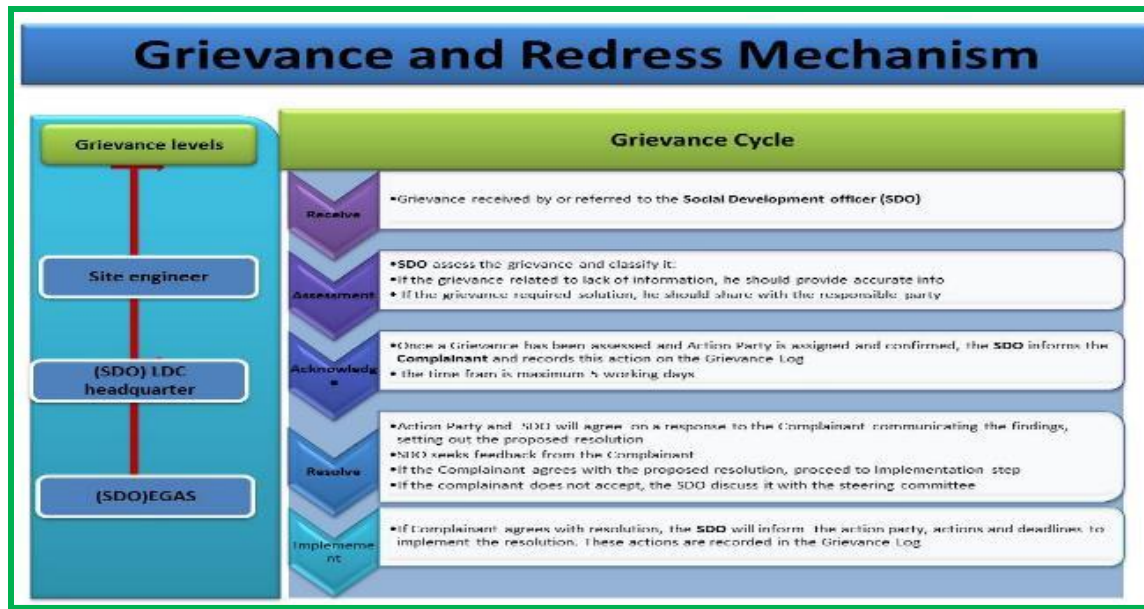 Grievance and Redress Mechanism
Grievance levels
Site engineer
(SDO) LDC
headquarter
(SDO)EGAS
Grievance Cycle
Receive
•Grievance received by or referred to the Social Development officer (SDO)
Assessment
•SDO assess the grievance and classify it:
•If the grievance related to lack of information, he should provide accurate info
• If the grievance required solution, he should share with the responsible party
Acknowledg
e
•Once a Grievance has been assessed and Action Party is assigned and confirmed, the SDO informs the
Complainant and records this action on the Grievance Log
• the time fram is maximum 5 working days
Resolve
•Action Party and SDO will agree on a response to the Complainant communicating the findings,
setting out the proposed resolution
•SDO seeks feedback from the Complainant
•If the Complainant agrees with the proposed resolution, proceed to Implementation step
•If the complainant does not accept, the SDO discuss it with the steering committee
Implememe
nt
•If Complainant agrees with resolution, the SDO will inform the action party, actions and deadlines to
implement the resolution. These actions are recorded in the Grievance Log